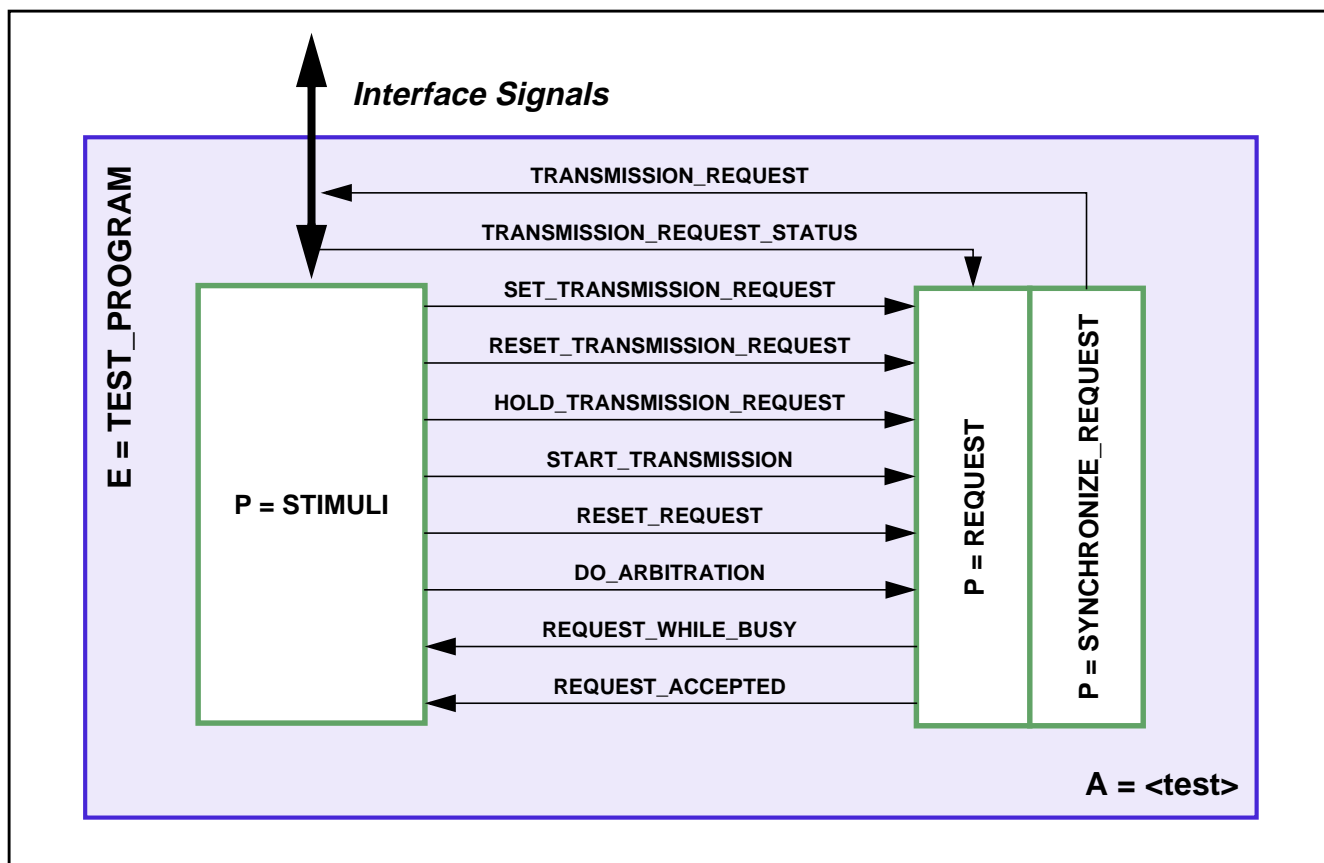 Interface Signals
E = TEST_PROGRAM
TRANSMISSION_REQUEST
TRANSMISSION_REQUEST_STATUS
SET_TRANSMISSION_REQUEST
RESET_TRANSMISSION_REQUEST
HOLD_TRANSMISSION_REQUEST
START_TRANSMISSION
P = STIMULI
RESET_REQUEST
DO_ARBITRATION
REQUEST_WHILE_BUSY
REQUEST_ACCEPTED
P = REQUEST
P = SYNCHRONIZE_REQUEST
A = <test>